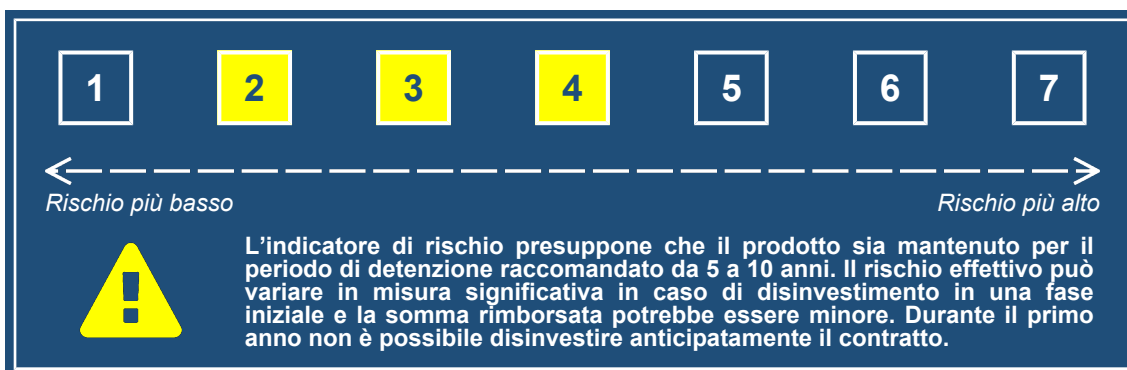 1 2 3 4 5 6 7
Rischio più basso Rischio più alto
L'indicatore di rischio presuppone che il prodotto sia mantenuto per il
periodo di detenzione raccomandato da 5 a 10 anni. Il rischio effettivo può
variare in misura significativa in caso di disinvestimento in una fase
iniziale e la somma rimborsata potrebbe essere minore. Durante il primo
anno non è possibile disinvestire anticipatamente il contratto.